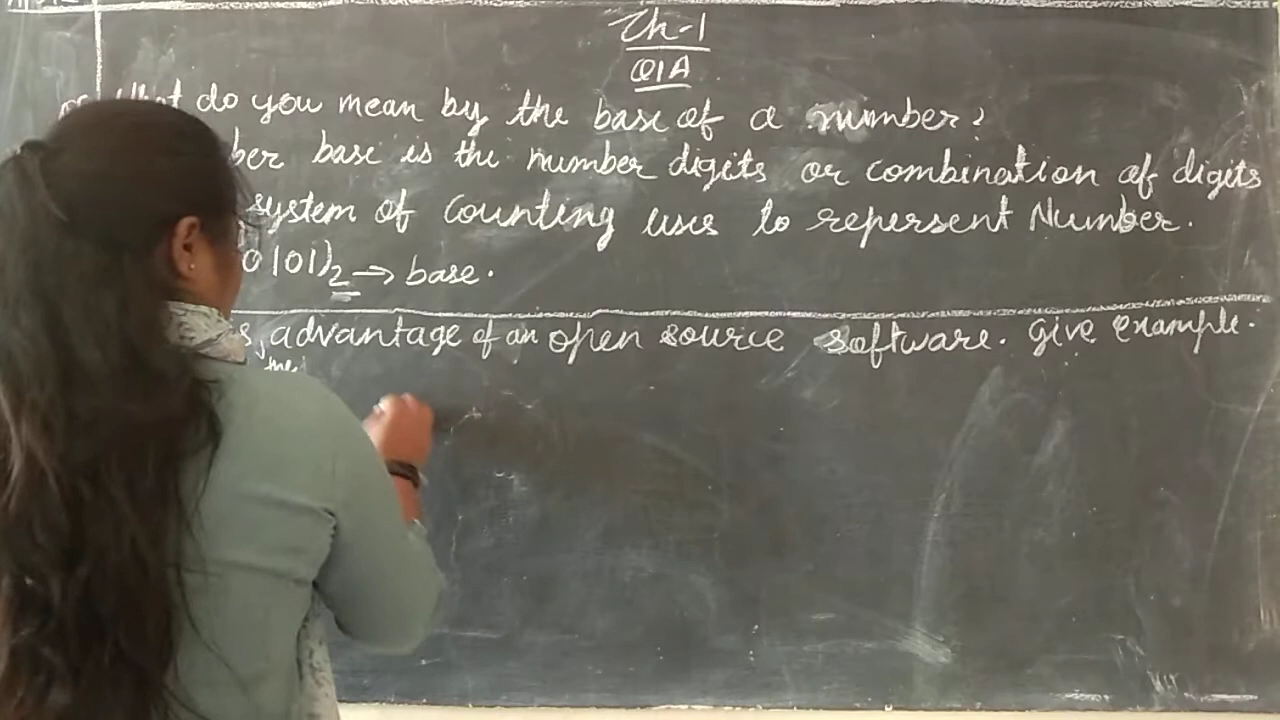 Ch-1
Q1A
What do you mean by the base of a number?
ber base is the number digits or combination of digits
system of counting uses to repersent Number.
0101)2 → base.
s, advantage of an open source software. Give example.
the